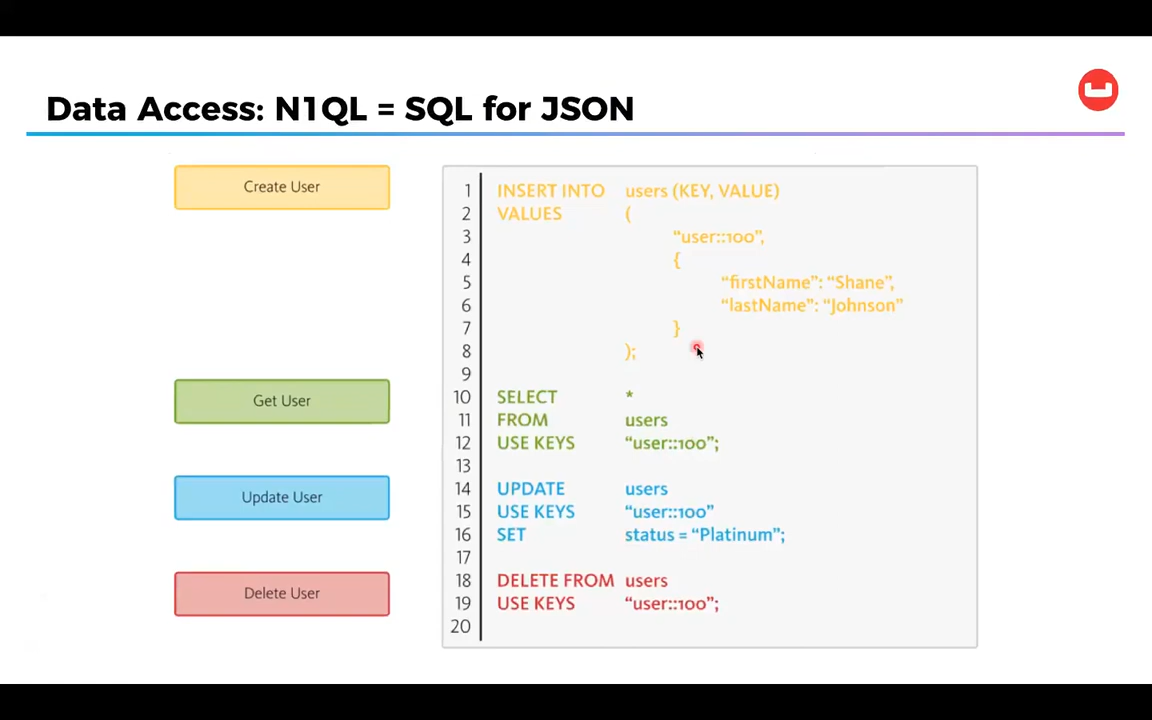 Data Access: N1QL = SQL for JSON
Create User
1 INSERT INTO users (KEY, VALUE)
2 VALUES (
3 “user::100”,
4 {
5 “firstName”: “Shane”,
6 “lastName”: “Johnson”
7 }
8 );
9
Get User
10 SELECT *
11 FROM users
12 USE KEYS “user::100”;
13
Update User
14 UPDATE users
15 USE KEYS “user::100”
16 SET status = “Platinum”;
17
Delete User
18 DELETE FROM users
19 USE KEYS “user::100”;
20